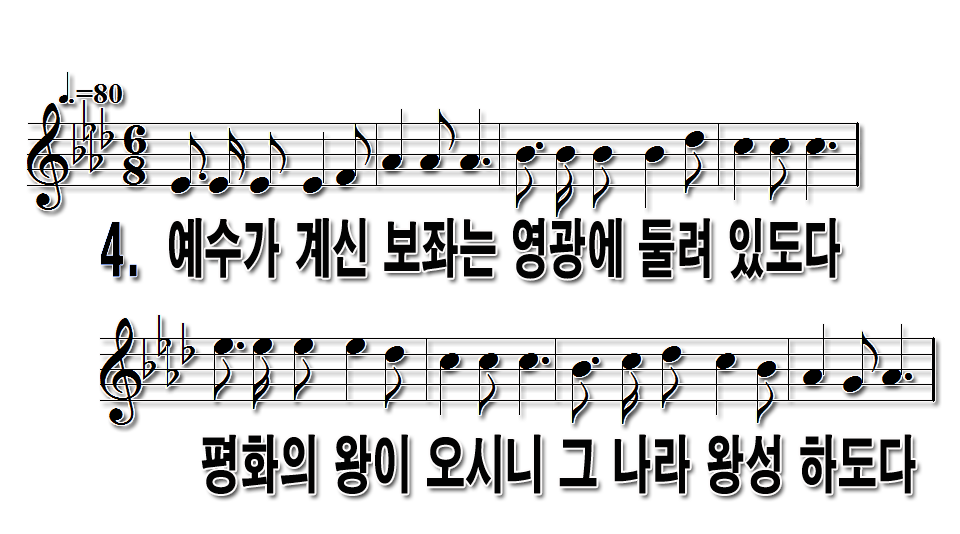 ♩.=80
6
8
4. 예수가 계신 보좌는 영광에 둘려 있도다
평화의 왕이 오시니 그 나라 왕성 하도다